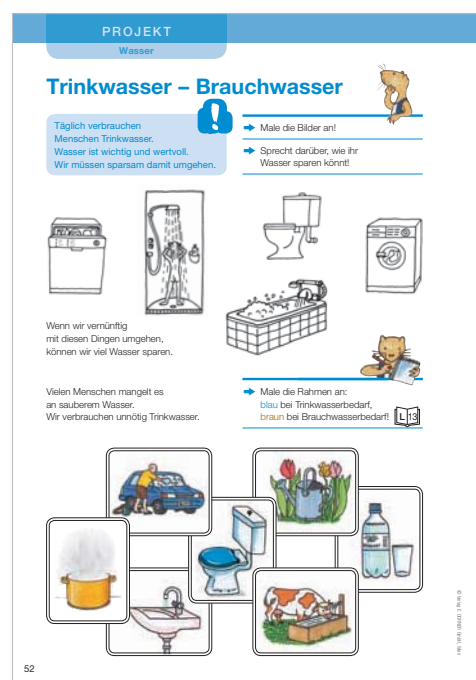 PROJEKT
Wasser
Trinkwasser – Brauchwasser
Täglich verbrauchen
Menschen Trinkwasser.
Wasser ist wichtig und wertvoll.
Wir müssen sparsam damit umgehen.
Male die Bilder an!
Sprecht darüber, wie ihr
Wasser sparen könnt!
Wenn wir vernünftig
mit diesen Dingen umgehen,
können wir viel Wasser sparen.
Vielen Menschen mangelt es
an sauberem Wasser.
Wir verbrauchen unnötig Trinkwasser.
Male die Rahmen an:
blau bei Trinkwasserbedarf,
braun bei Brauchwasserbedarf!
L 13
52